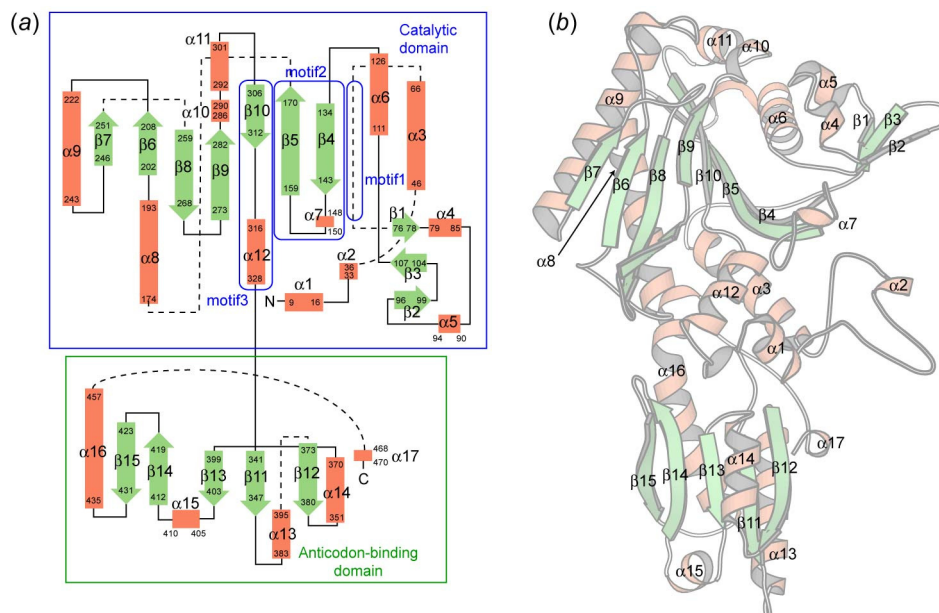 (a)
Catalytic
domain
α11
301
292
motif2
126
α6
111
66
α3
46
222
α9
243
251
β7
246
208
β6
202
α10
290
286
259
β8
268
282
β9
273
306
β10
312
170
β5
159
134
β4
143
motif1
α7
148
150
193
α8
174
316
α12
328
motif3
β1
76 78
α4
79 85
α2
36
33
107 104
β3
N
α1
9 16
96 99
β2
α5
94 90
457
α16
435
423
β15
431
419
β14
412
α15
410 405
399
β13
403
341
β11
347
373
β12
380
370
α14
351
395
α13
383
468
470
α17
C
Anticodon-binding
domain
(b)
α11
α10
α9
α5
α6
α4
β1
β3
β2
β7
β6
β8
β9
β10
β5
β4
α7
α8
α12
α3
α2
α1
α16
α17
β15
β14
β13
α14
β12
β11
α15
α13